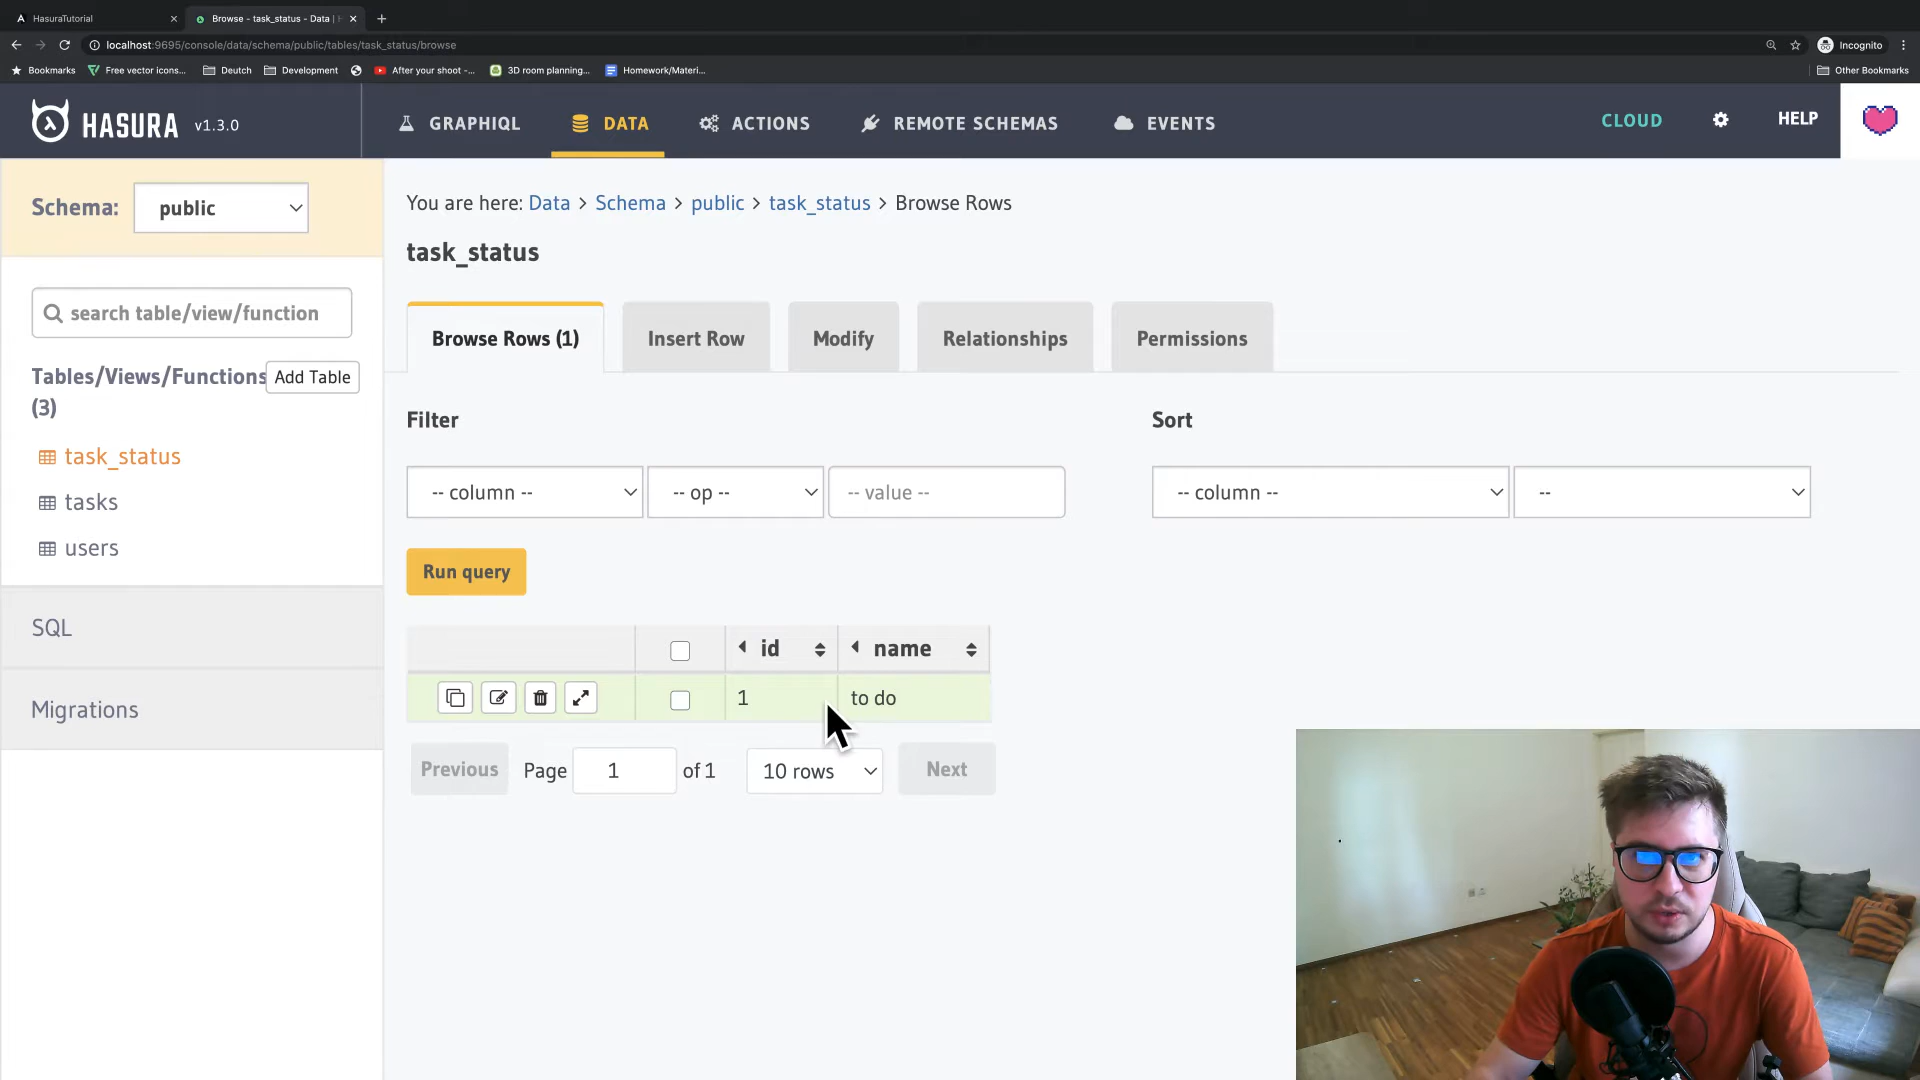 HasuraTutorial
Browse - task_status - Data | H
localhost:9695/console/data/schema/public/tables/task_status/browse
Incognito
Bookmarks
Free vector icons...
Deutch
Development
After your shoot -...
3D room planning...
Homework/Materi...
Other Bookmarks
HASURA v1.3.0
GRAPHIQL
DATA
ACTIONS
REMOTE SCHEMAS
EVENTS
CLOUD
HELP
Schema: public
search table/view/function
Tables/Views/Functions
(3)
Add Table
task_status
tasks
users
SQL
Migrations
You are here: Data > Schema > public > task_status > Browse Rows
task_status
Browse Rows (1)
Insert Row
Modify
Relationships
Permissions
Filter
Sort
-- column --
-- op --
-- value --
-- column --
--
Run query
id name
1 to do
Previous Page 1 of 1 10 rows Next